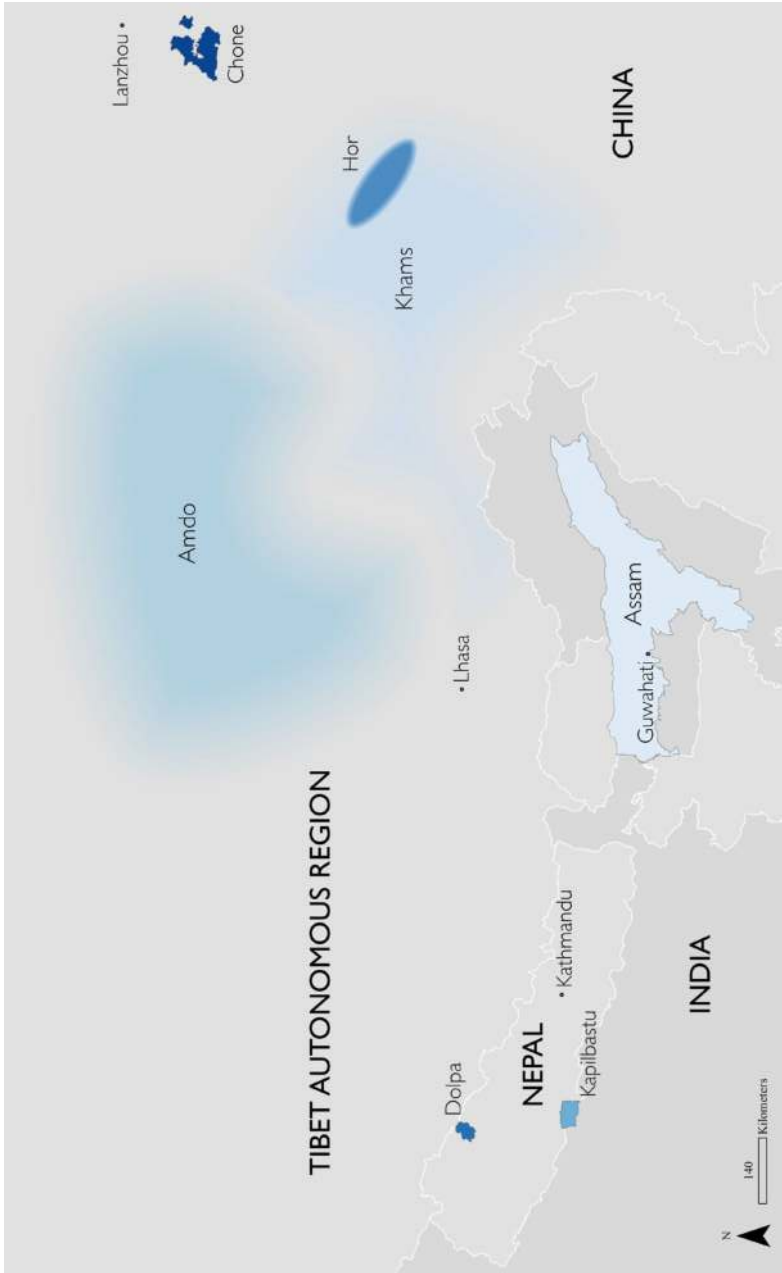 Lanzhou
Chone
Hor
CHINA
Amdo
Khams
TIBET AUTONOMOUS REGION
Lhasa
Assam
Guwahati
Dolpa
NEPAL
Kathmandu
Kapilbastu
INDIA
N
140
Kilometers